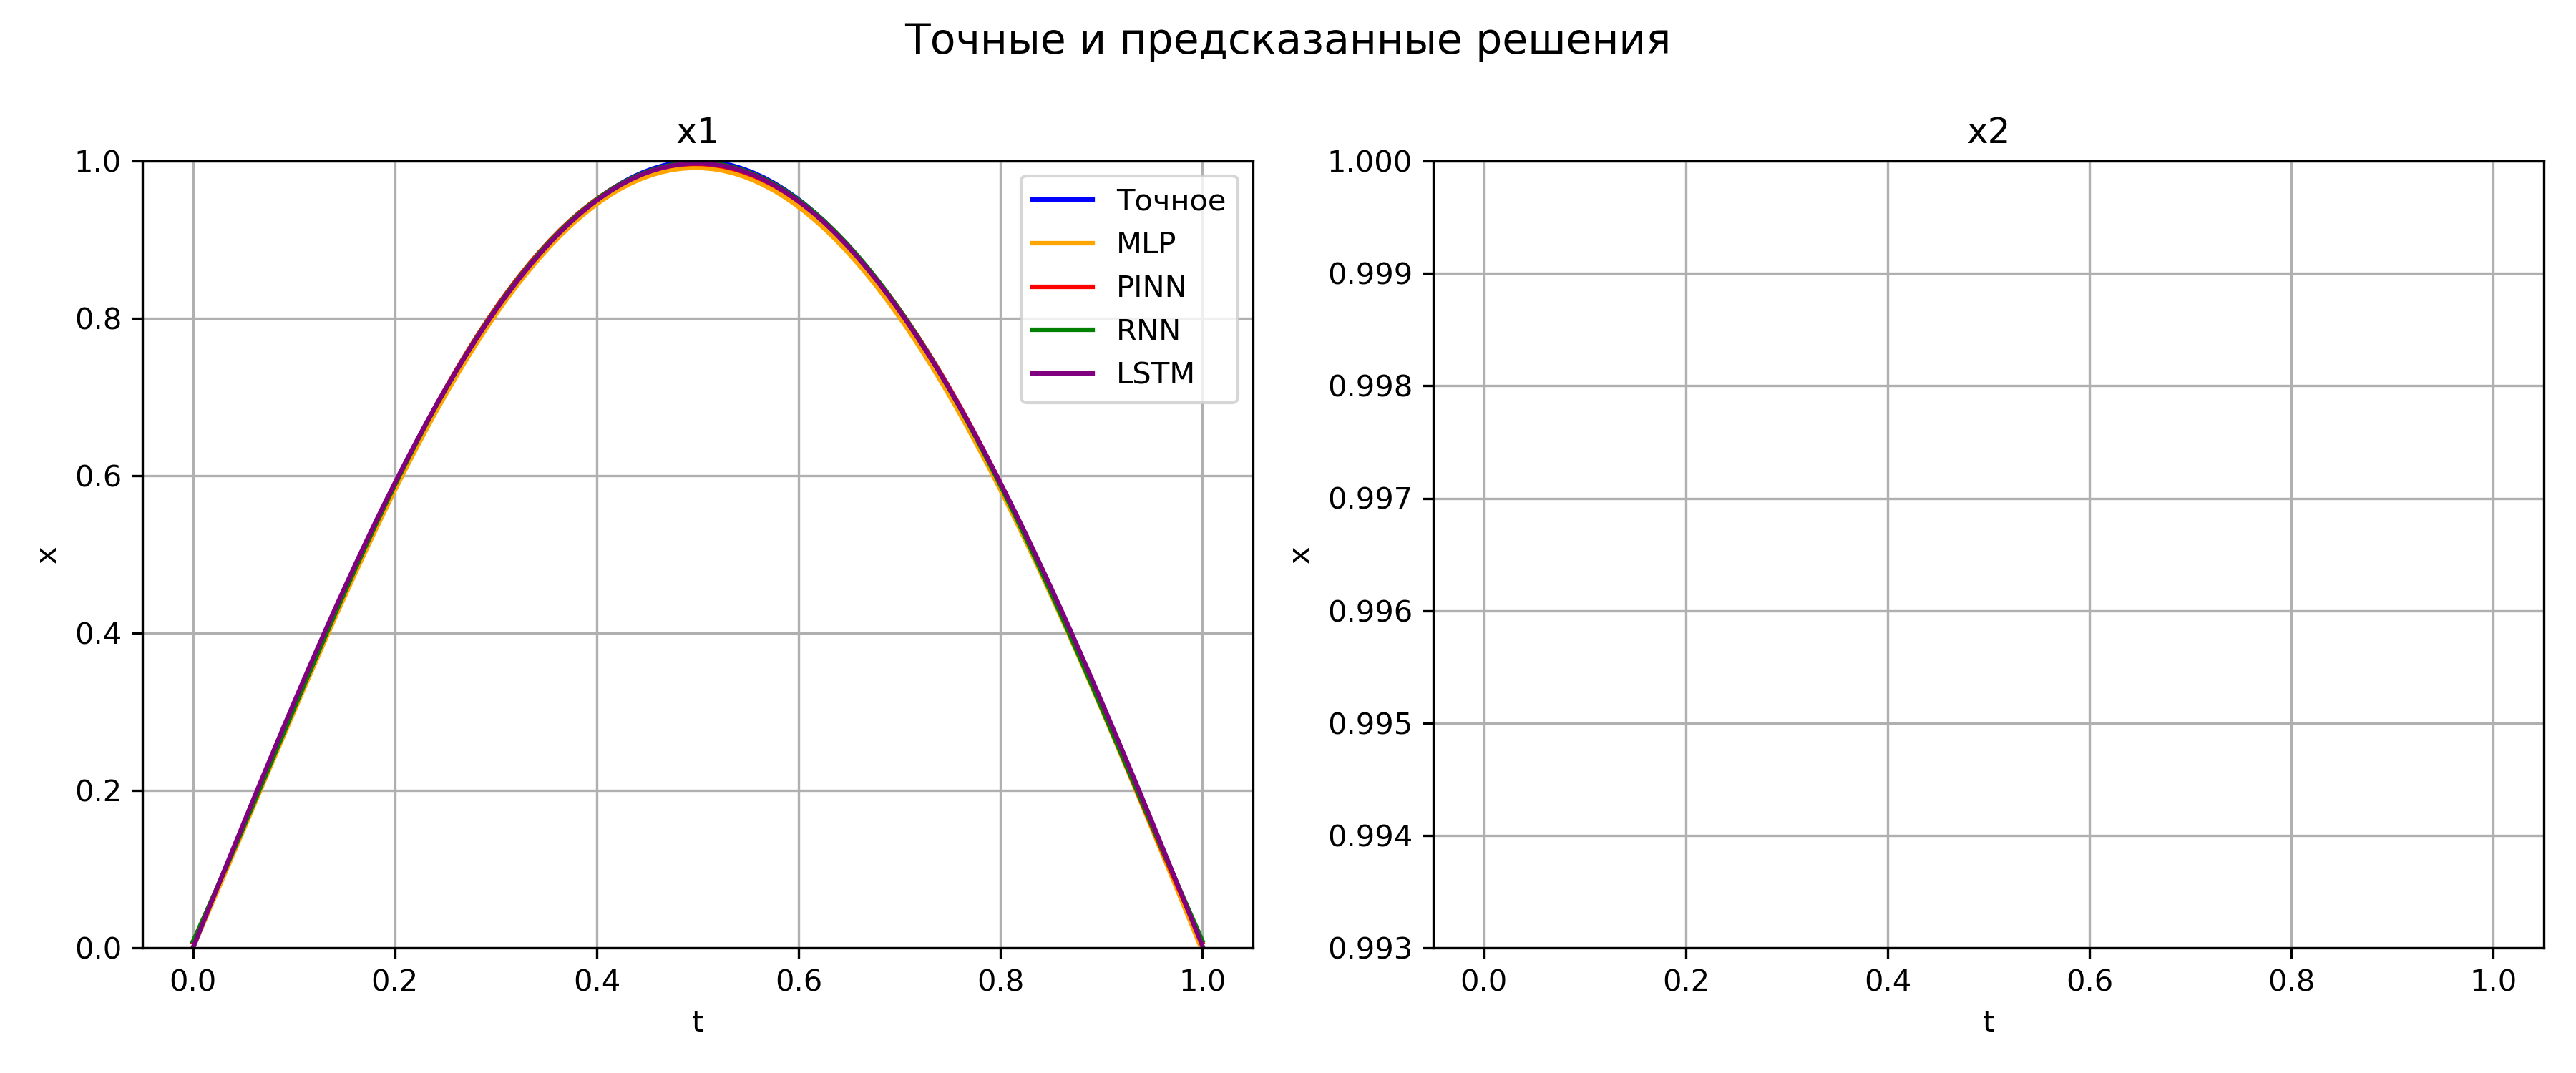 Точные и предсказанные решения
x1
1.0
0.8
0.6
0.4
0.2
0.0
x
0.0 0.2 0.4 0.6 0.8 1.0
t
Точное
MLP
PINN
RNN
LSTM
x2
1.000
0.999
0.998
0.997
0.996
0.995
0.994
0.993
x
0.0 0.2 0.4 0.6 0.8 1.0
t